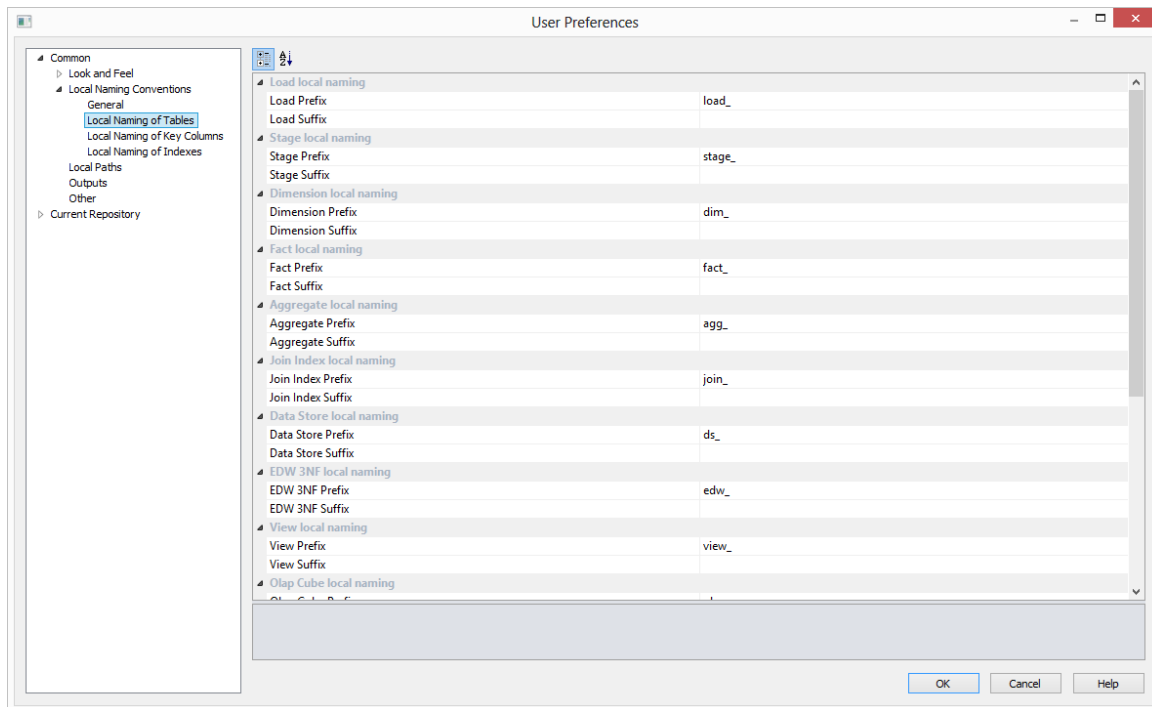 User Preferences
Common
Look and Feel
Local Naming Conventions
General
Local Naming of Tables
Local Naming of Key Columns
Local Naming of Indexes
Local Paths
Outputs
Other
Current Repository
Load local naming
Load Prefix load_
Load Suffix
Stage local naming
Stage Prefix stage_
Stage Suffix
Dimension local naming
Dimension Prefix dim_
Dimension Suffix
Fact local naming
Fact Prefix fact_
Fact Suffix
Aggregate local naming
Aggregate Prefix agg_
Aggregate Suffix
Join Index local naming
Join Index Prefix join_
Join Index Suffix
Data Store local naming
Data Store Prefix ds_
Data Store Suffix
EDW 3NF local naming
EDW 3NF Prefix edw_
EDW 3NF Suffix
View local naming
View Prefix view_
View Suffix
Olap Cube local naming
OK Cancel Help